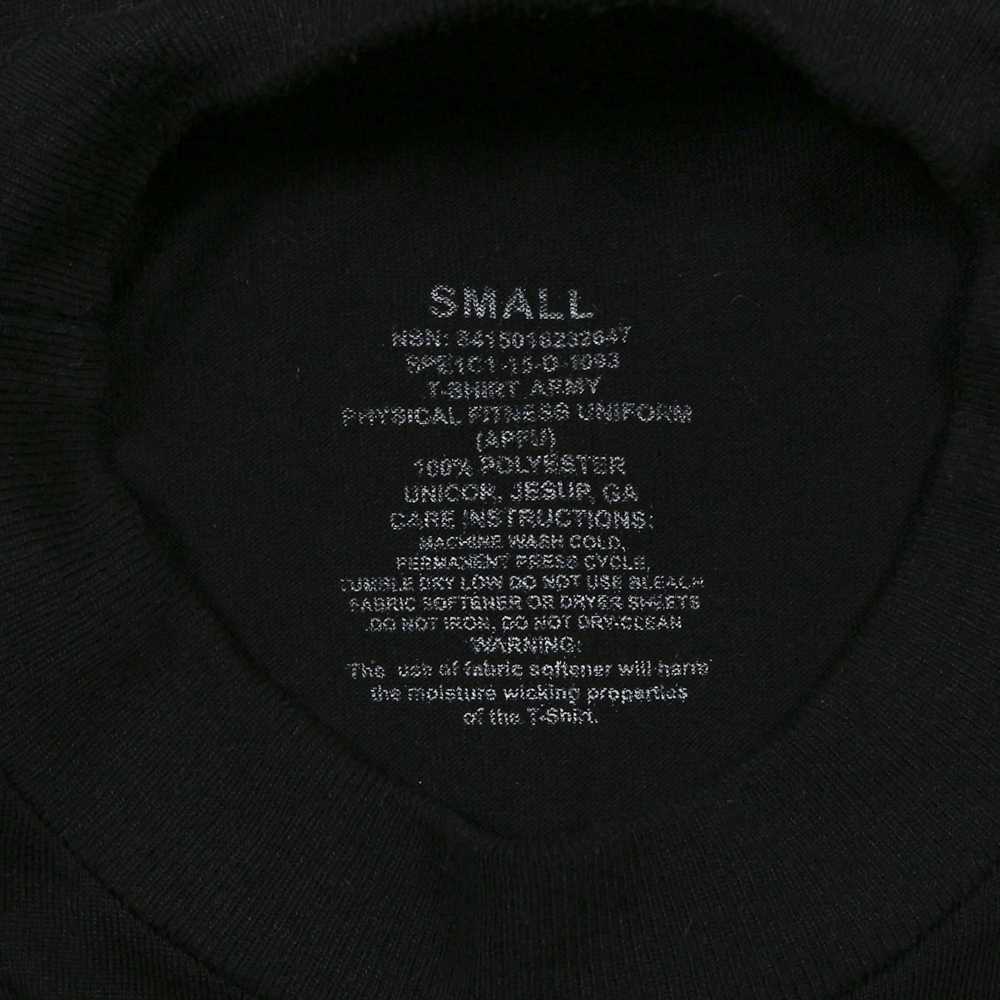 SMALL
NSN: 8415016232647
SPE1C1-15-D-1093
T-SHIRT ARMY
PHYSICAL FITNESS UNIFORM
(APFU)
100% POLYESTER
UNICOR, JESUP, GA
CARE INSTRUCTIONS:
MACHINE WASH COLD,
PERMANENT PRESS CYCLE,
TUMBLE DRY LOW DO NOT USE BLEACH
FABRIC SOFTENER OR DRYER SHEETS
DO NOT IRON, DO NOT DRY-CLEAN
WARNING:
The use of fabric softener will harm
the moisture wicking properties
of the T-Shirt.